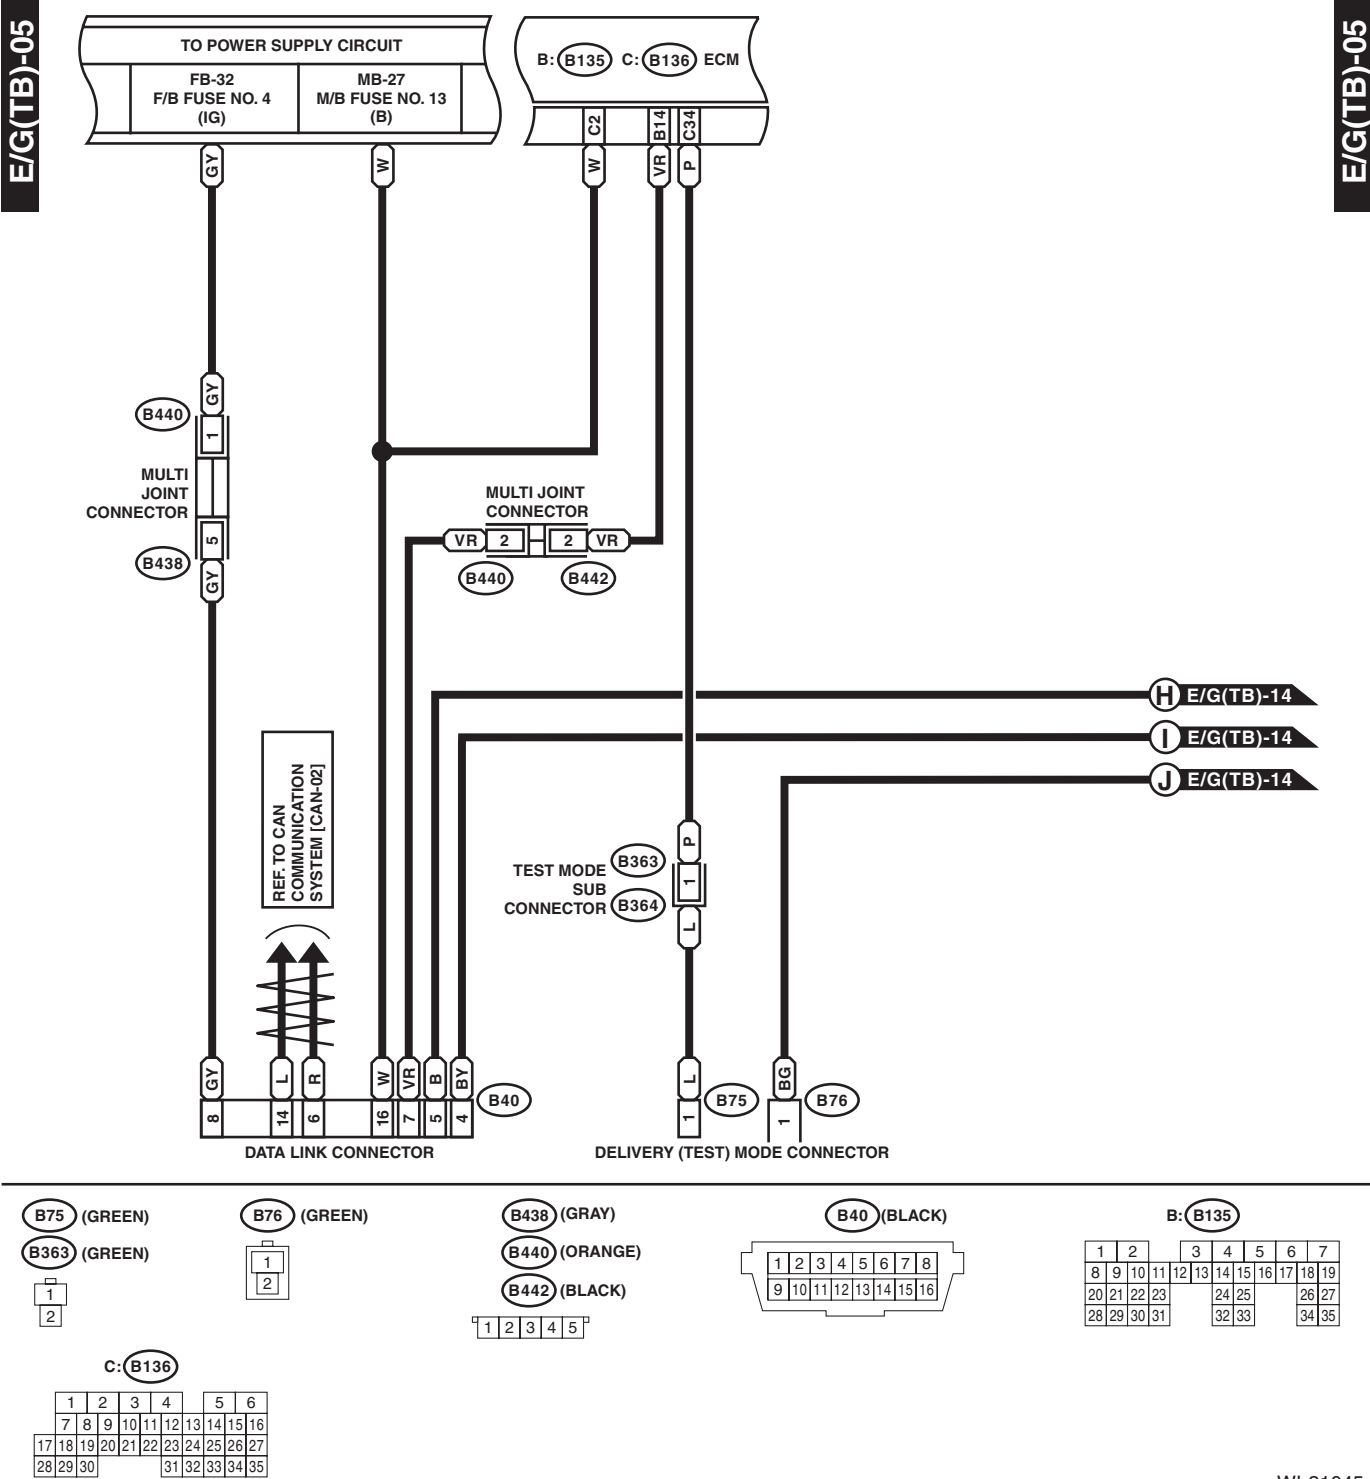 E/G(TB)-05
E/G(TB)-05
TO POWER SUPPLY CIRCUIT
FB-32
F/B FUSE NO. 4
(IG)
MB-27
M/B FUSE NO. 13
(B)
B: B135 C: B136 ECM
C2
B14
C34
GY
W
W
VR
P
GY
B440
1
MULTI
JOINT
CONNECTOR
5
B438
GY
MULTI JOINT
CONNECTOR
VR 2 2 VR
B440 B442
H E/G(TB)-14
I E/G(TB)-14
J E/G(TB)-14
REF. TO CAN
COMMUNICATION
SYSTEM [CAN-02]
P
B363
1
TEST MODE
SUB
CONNECTOR
B364
L
GY L R W VR B BY
8 14 6 16 7 5 4
B40
DATA LINK CONNECTOR
L
1
B75
BG
1
B76
DELIVERY (TEST) MODE CONNECTOR
B75 (GREEN)
B363 (GREEN)
1
2
B76 (GREEN)
1
2
B438 (GRAY)
B440 (ORANGE)
B442 (BLACK)
1 2 3 4 5
B40 (BLACK)
1 2 3 4 5 6 7 8
9 10 11 12 13 14 15 16
B: B135
1 2 3 4 5 6 7
8 9 10 11 12 13 14 15 16 17 18 19
20 21 22 23 24 25 26 27
28 29 30 31 32 33 34 35
C: B136
1 2 3 4 5 6
7 8 9 10 11 12 13 14 15 16
17 18 19 20 21 22 23 24 25 26 27
28 29 30 31 32 33 34 35